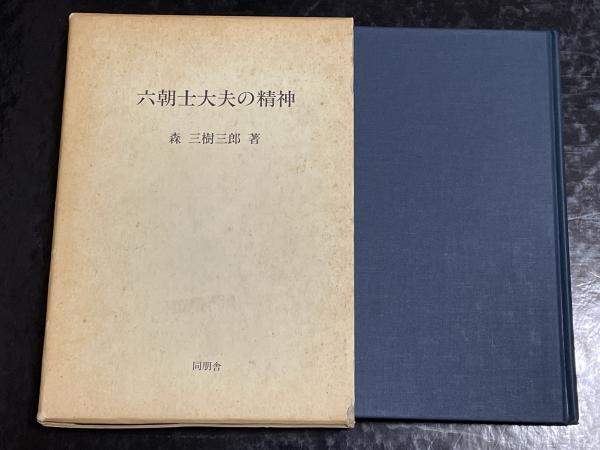 六朝士大夫の精神
森 三樹三郎 著
同朋舎